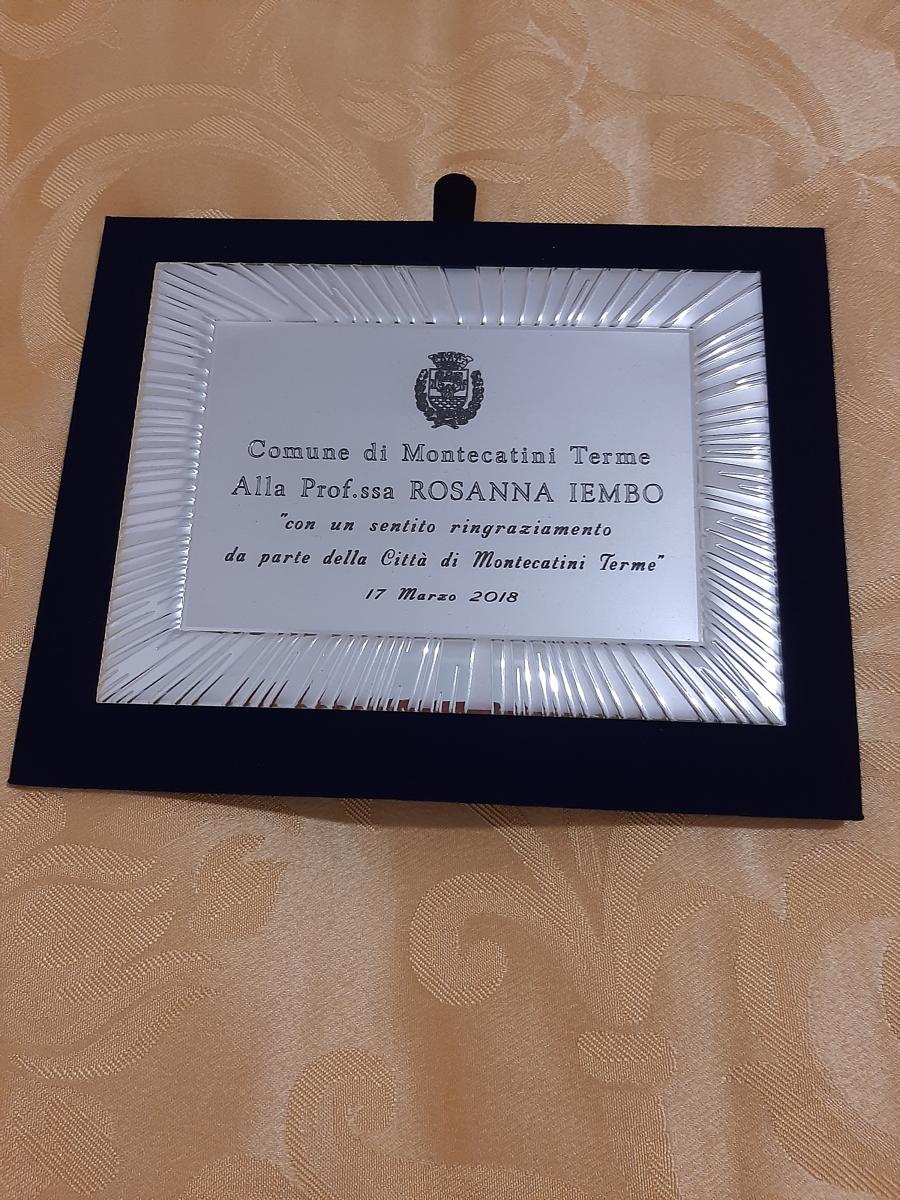 Comune di Montecatini Terme
Alla Prof.ssa ROSANNA IEMBO
"con un sentito ringraziamento
da parte della Città di Montecatini Terme"
17 Marzo 2018